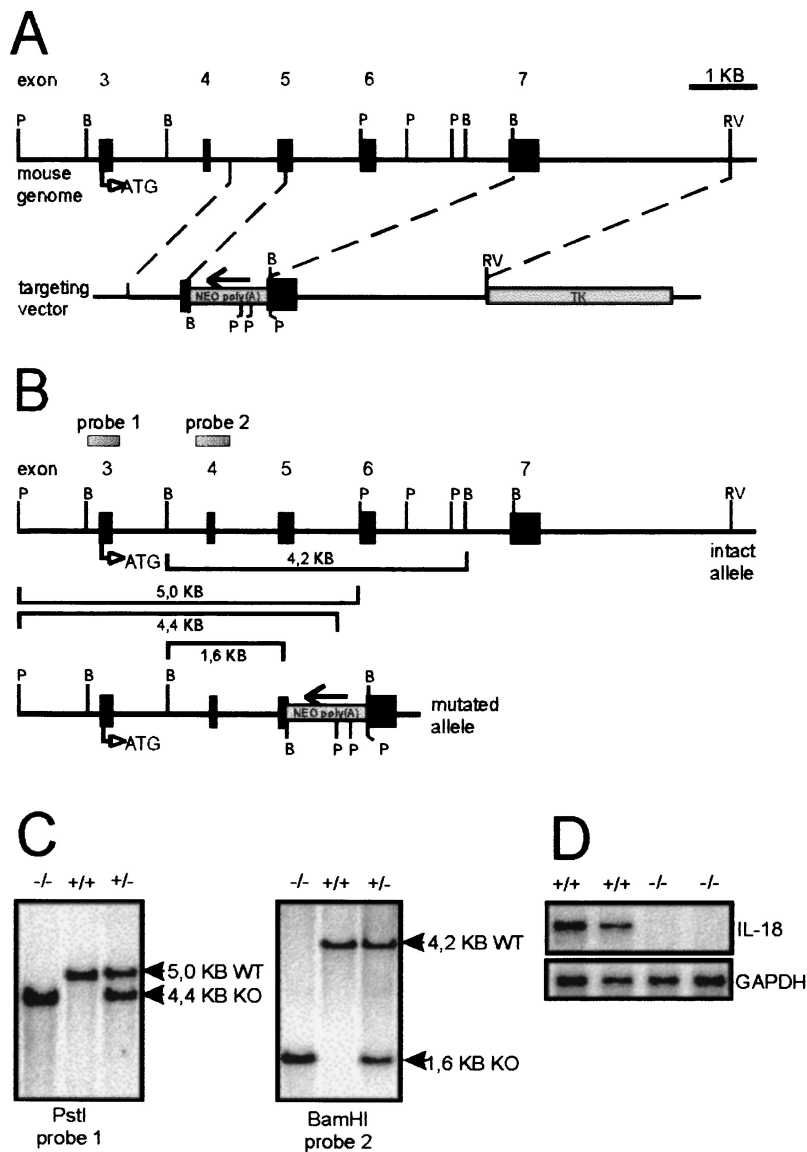 A
exon 3 4 5 6 7 1 KB
P B B P P P B B RV
mouse
genome
ATG
B RV
targeting
vector
NEO poly(A) TK
B P P P
B
probe 1 probe 2
exon 3 4 5 6 7
P B B P P P B B RV
ATG
4,2 KB
intact
allele
5,0 KB
4,4 KB
1,6 KB
P B B B
NEO poly(A)
mutated
allele
ATG
B P P P
C
-/- +/+ +/-
5,0 KB WT
4,4 KB KO
PstI
probe 1
-/- +/+ +/-
4,2 KB WT
1,6 KB KO
BamHI
probe 2
D
+/+ +/+ -/- -/-
IL-18
GAPDH